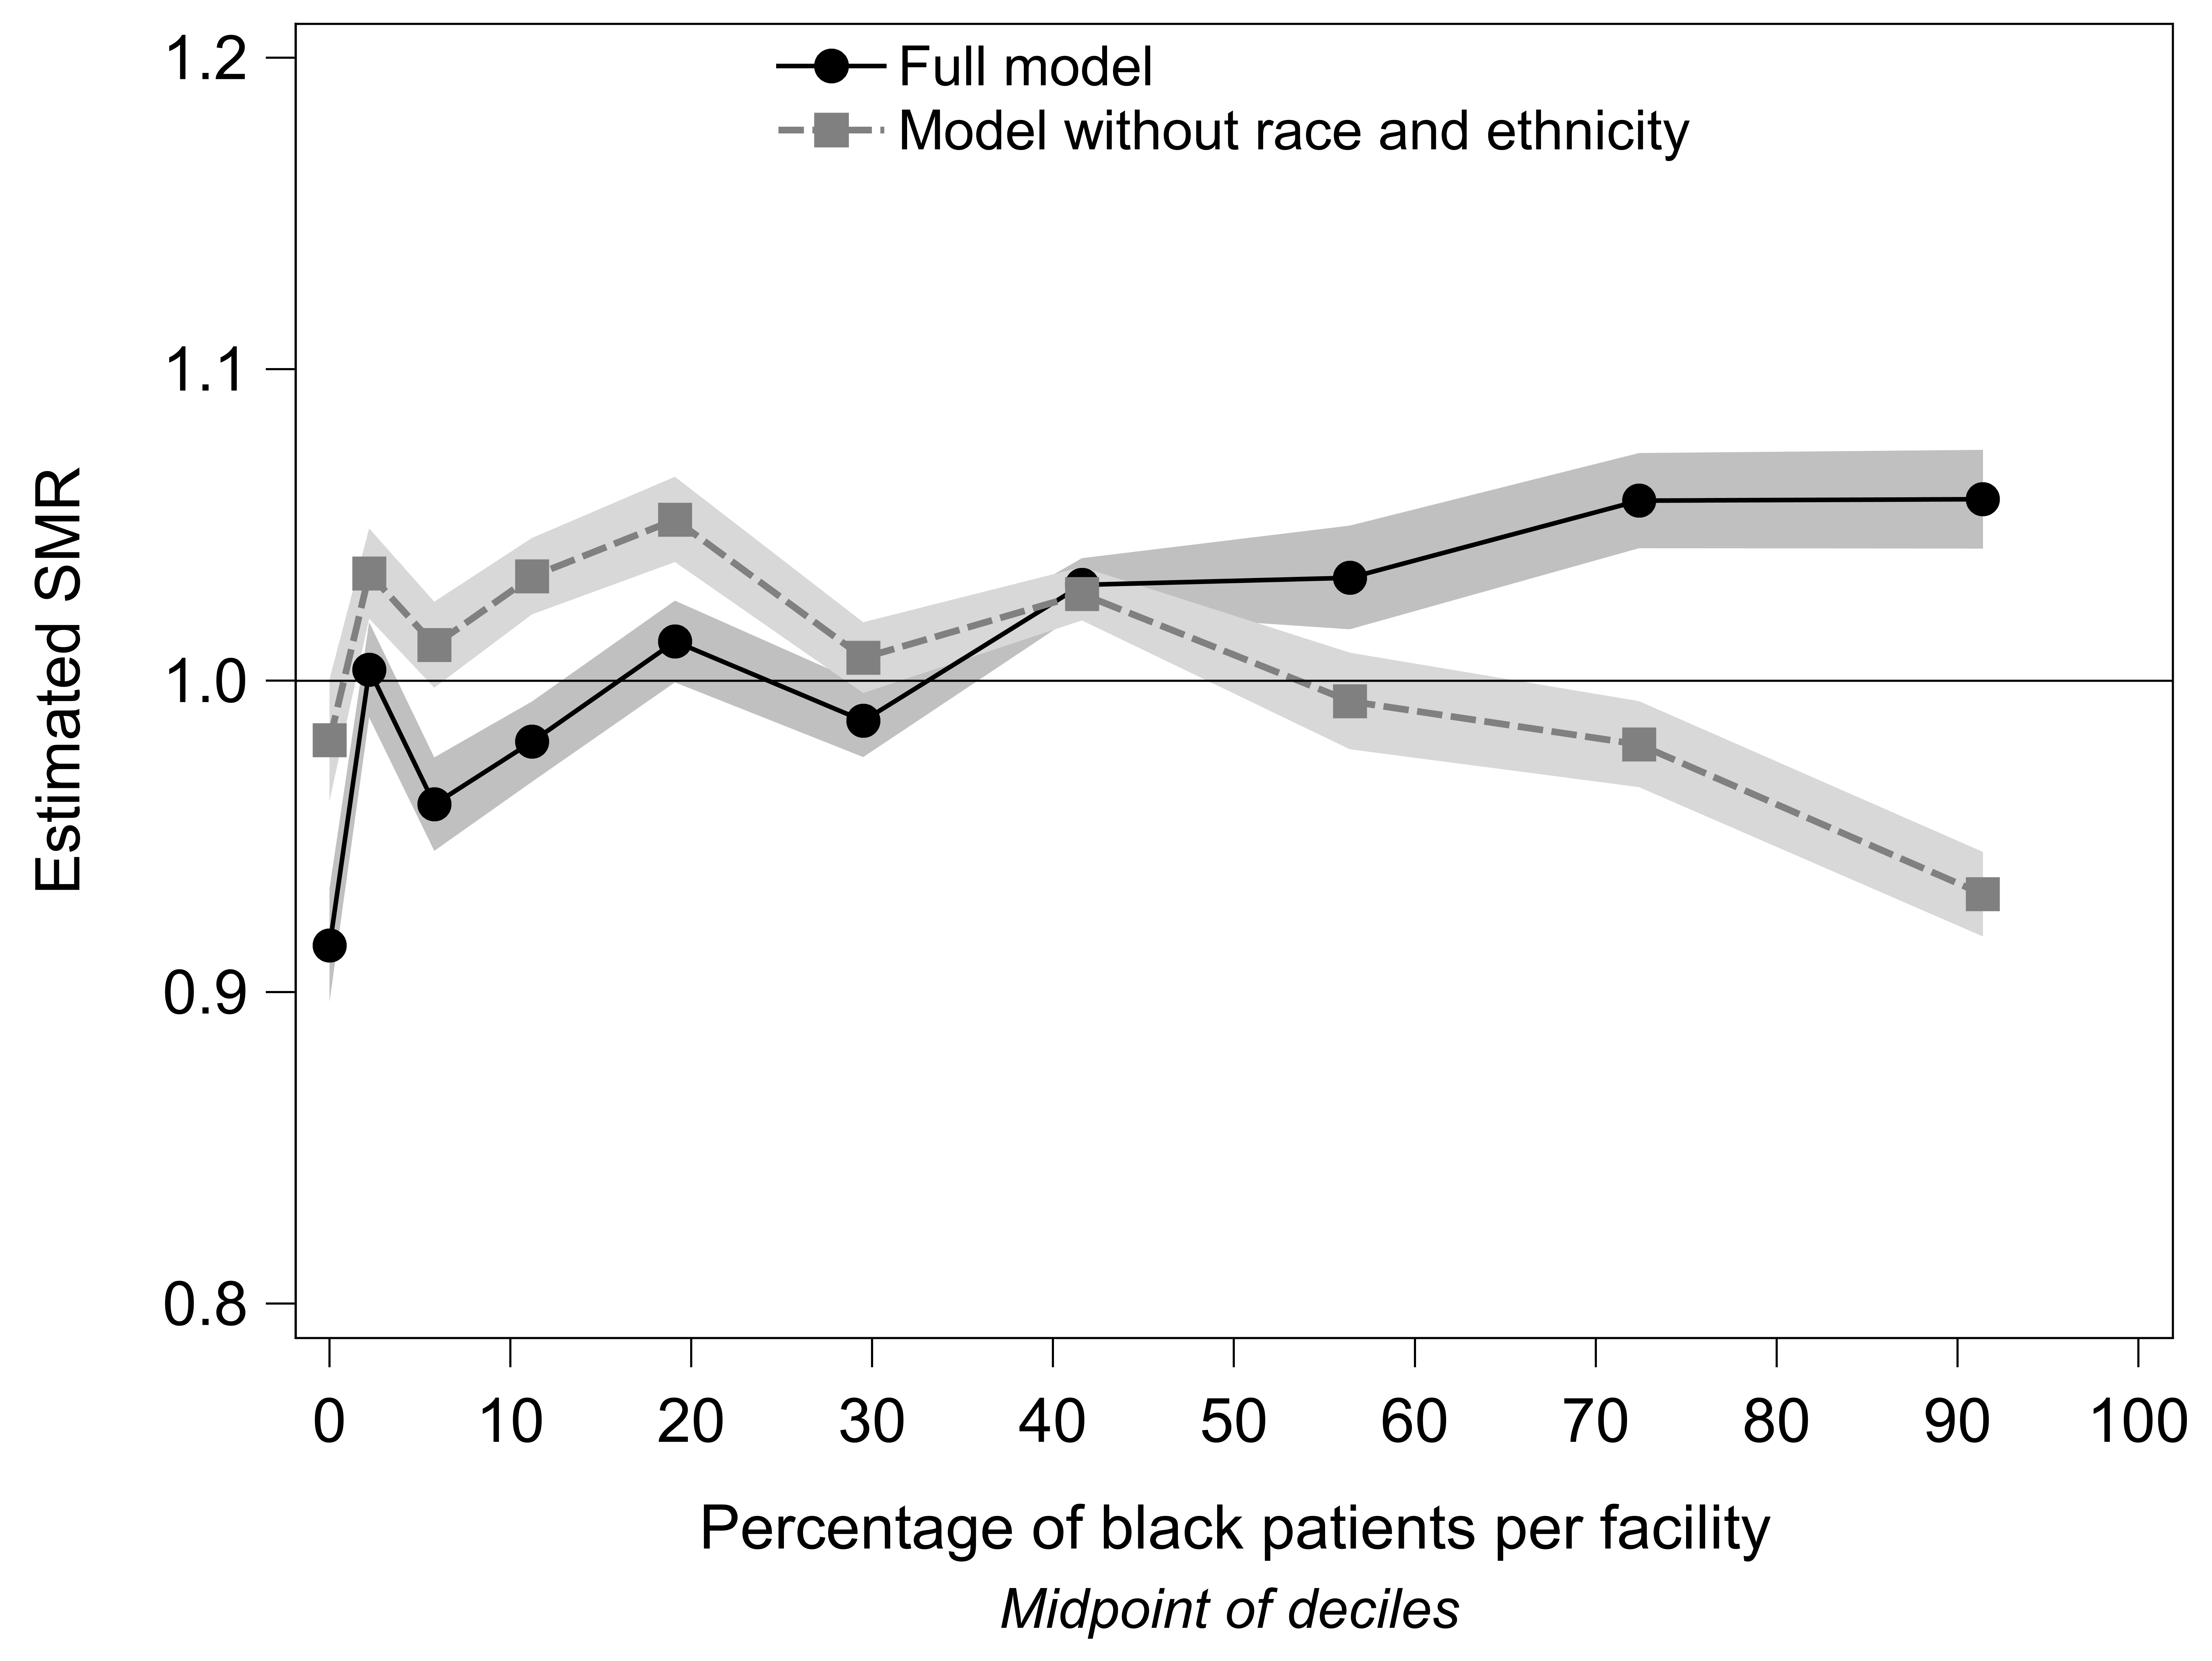 Full model
Model without race and ethnicity
1.2
1.1
1.0
0.9
0.8
Estimated SMR
0 10 20 30 40 50 60 70 80 90 100
Percentage of black patients per facility
Midpoint of deciles